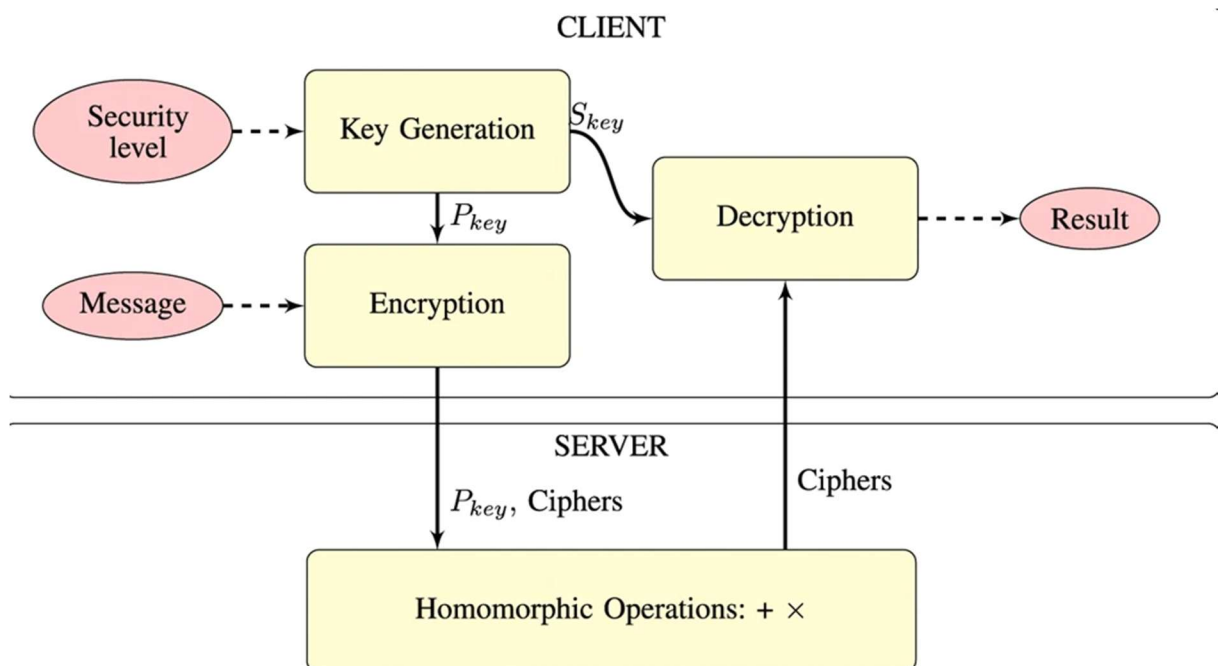 CLIENT
Security
level
Key Generation
S_key
Decryption
Result
P_key
Message
Encryption
SERVER
P_key, Ciphers
Ciphers
Homomorphic Operations: + ×